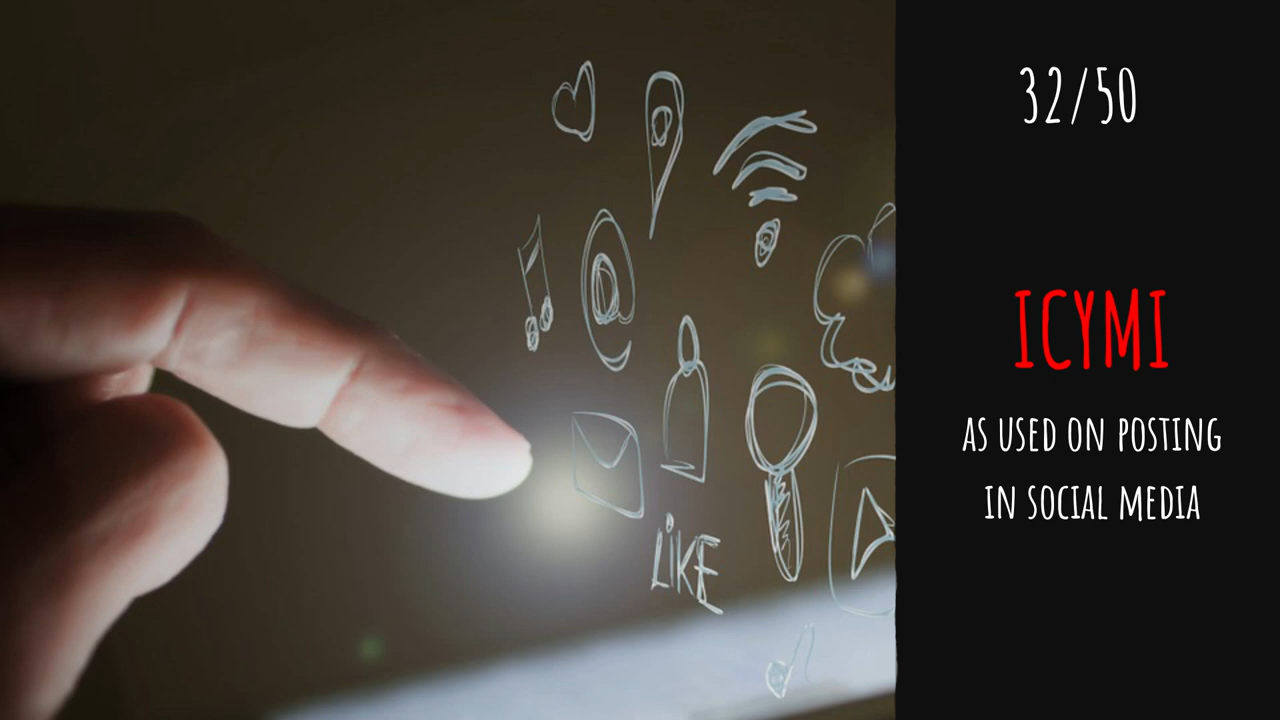 32/50
ICYMI
AS USED ON POSTING
IN SOCIAL MEDIA
@
LiKE